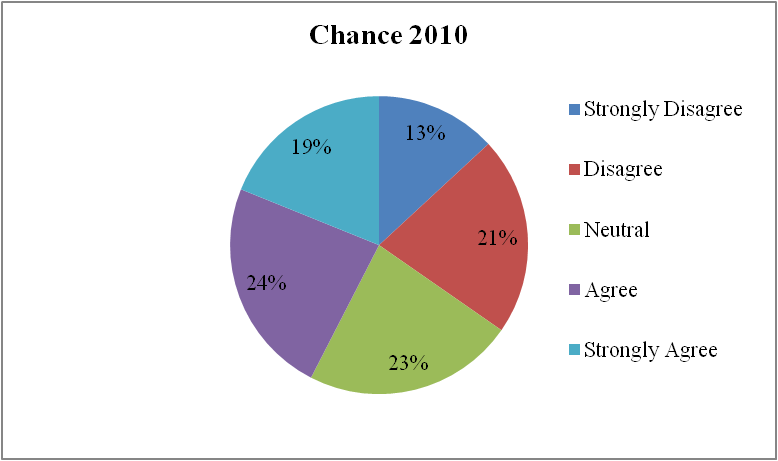 Chance 2010
13%
21%
23%
24%
19%
Strongly Disagree
Disagree
Neutral
Agree
Strongly Agree